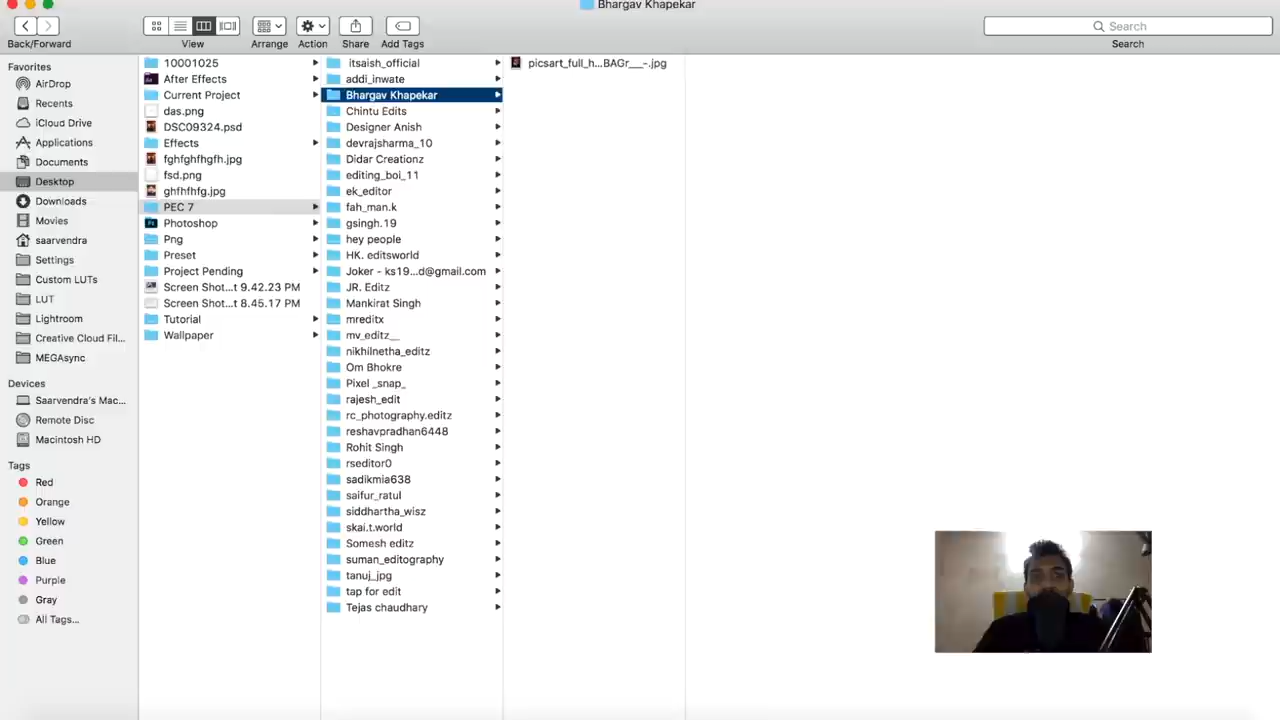 Bhargav Khapekar
Back/Forward
View
Arrange
Action
Share
Add Tags
Search
Search
Favorites
AirDrop
Recents
iCloud Drive
Applications
Documents
Desktop
Downloads
Movies
saarvendra
Settings
Custom LUTs
LUT
Lightroom
Creative Cloud Fil...
MEGAsync
Devices
Saarvendra's Mac...
Remote Disc
Macintosh HD
Tags
Red
Orange
Yellow
Green
Blue
Purple
Gray
All Tags...
10001025
After Effects
Current Project
das.png
DSC09324.psd
Effects
fghfghfhgfh.jpg
fsd.png
ghfhfhfg.jpg
PEC 7
Photoshop
Png
Preset
Project Pending
Screen Shot...t 9.42.23 PM
Screen Shot...t 8.45.17 PM
Tutorial
Wallpaper
itsaish_official
addi_inwate
Bhargav Khapekar
Chintu Edits
Designer Anish
devrajsharma_10
Didar Creationz
editing_boi_11
ek_editor
fah_man.k
gsingh.19
hey people
HK. editsworld
Joker - ks19...d@gmail.com
JR. Editz
Mankirat Singh
mreditx
mv_editz__
nikhilnetha_editz
Om Bhokre
Pixel _snap_
rajesh_edit
rc_photography.editz
reshavpradhan6448
Rohit Singh
rseditor0
sadikmia638
saifur_ratul
siddhartha_wisz
skai.t.world
Somesh editz
suman_editography
tanuj_jpg
tap for edit
Tejas chaudhary
picsart_full_h...BAGr___-.jpg